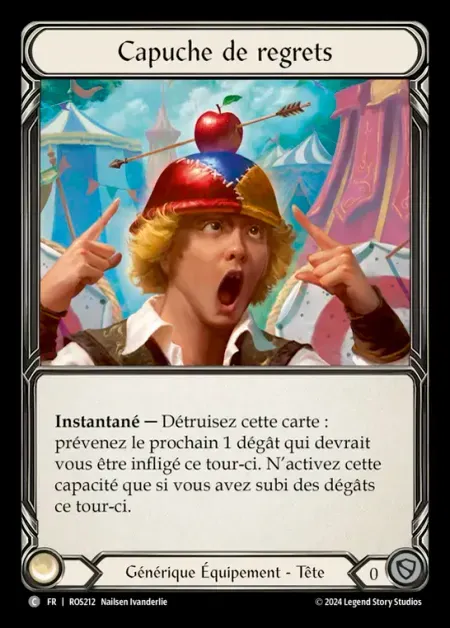 Capuche de regrets
Instantané — Détruisez cette carte :
prévenez le prochain 1 dégât qui devrait
vous être infligé ce tour-ci. N'activez cette
capacité que si vous avez subi des dégâts
ce tour-ci.
Générique Équipement - Tête
0
C FR | ROS212 Nailsen Ivanderlie
© 2024 Legend Story Studios